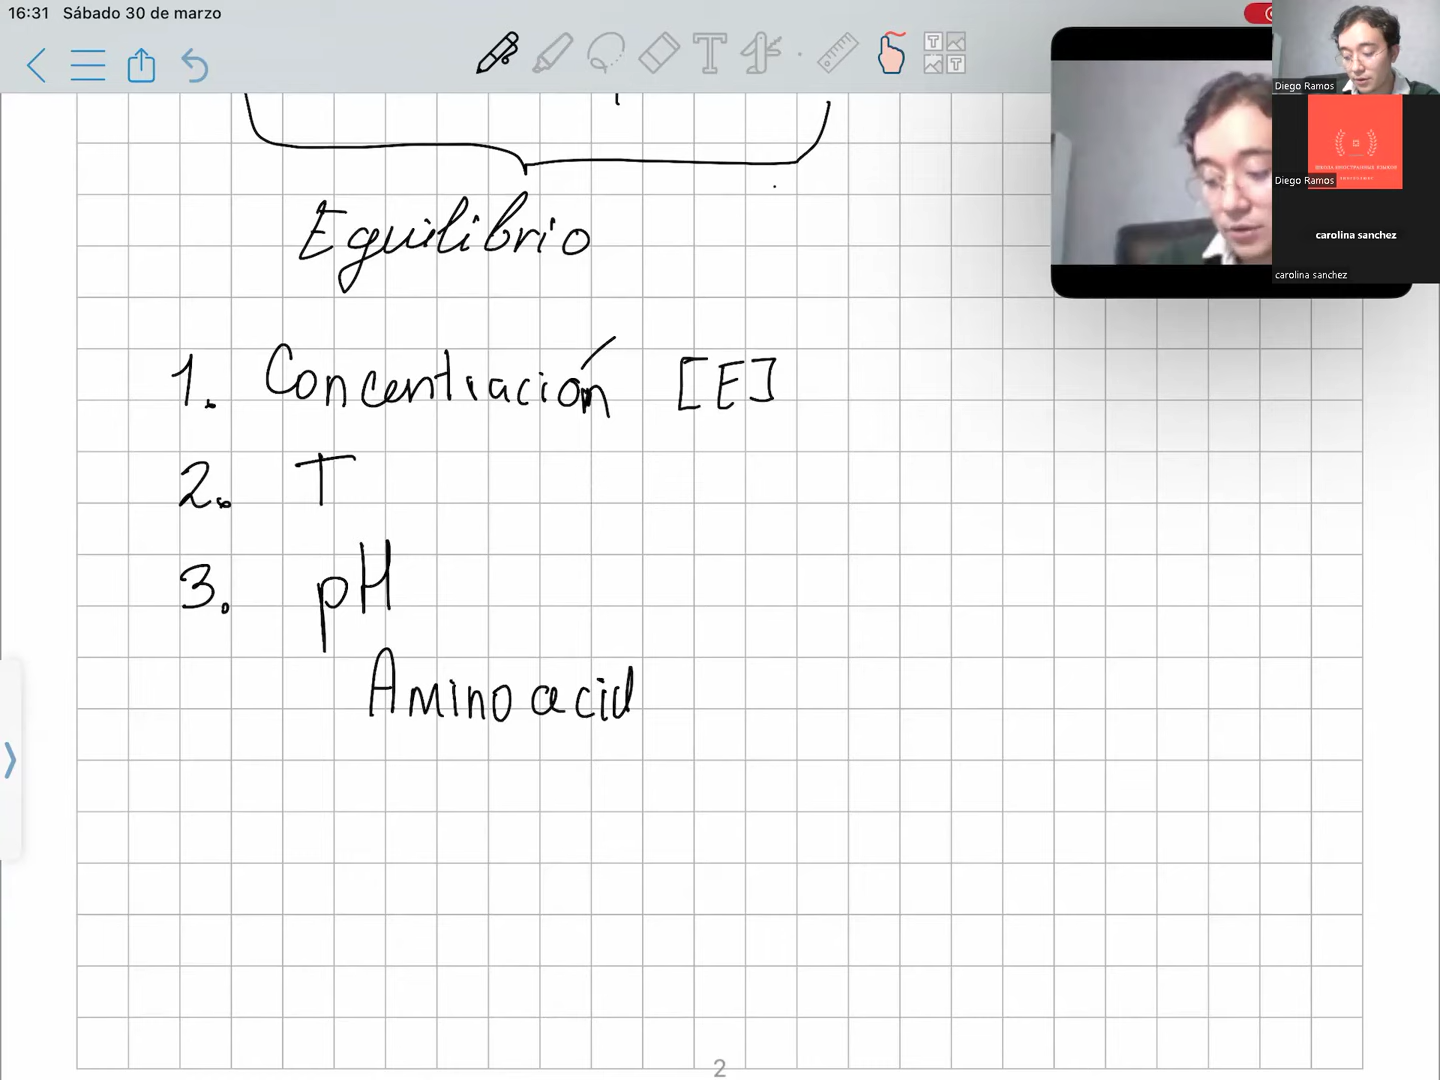 16:31 Sábado 30 de marzo
Diego Ramos
Diego Ramos
carolina sanchez
carolina sanchez
Equilibrio
1. Concentración [E]
2. T
3. pH
Aminoacid
2